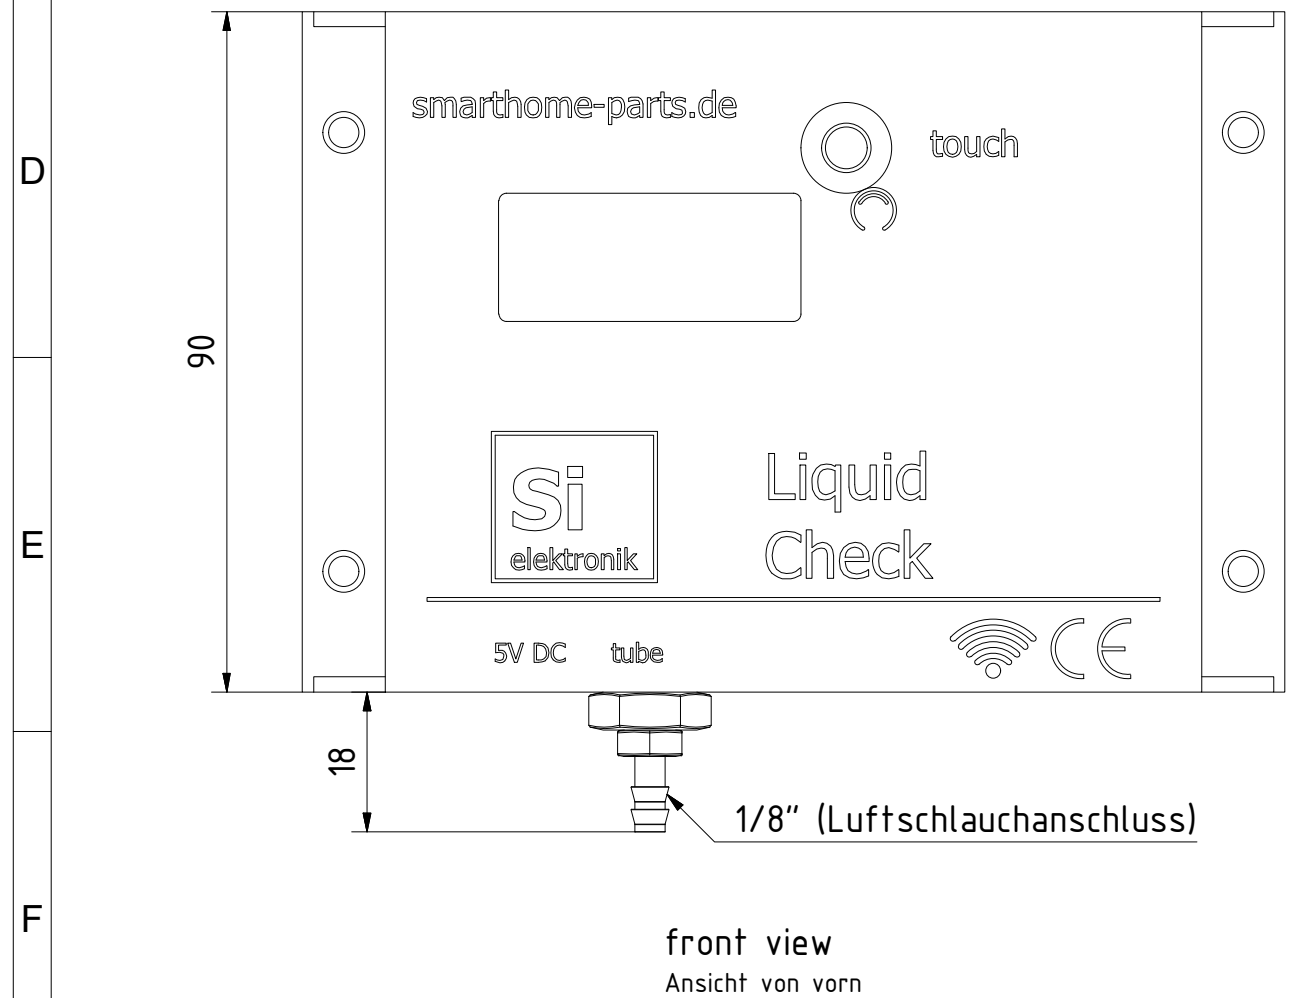 D
smarthome-parts.de
touch
90
E
Si
elektronik
Liquid
Check
5V DC
tube
CE
18
1/8" (Luftschlauchanschluss)
F
front view
Ansicht von vorn